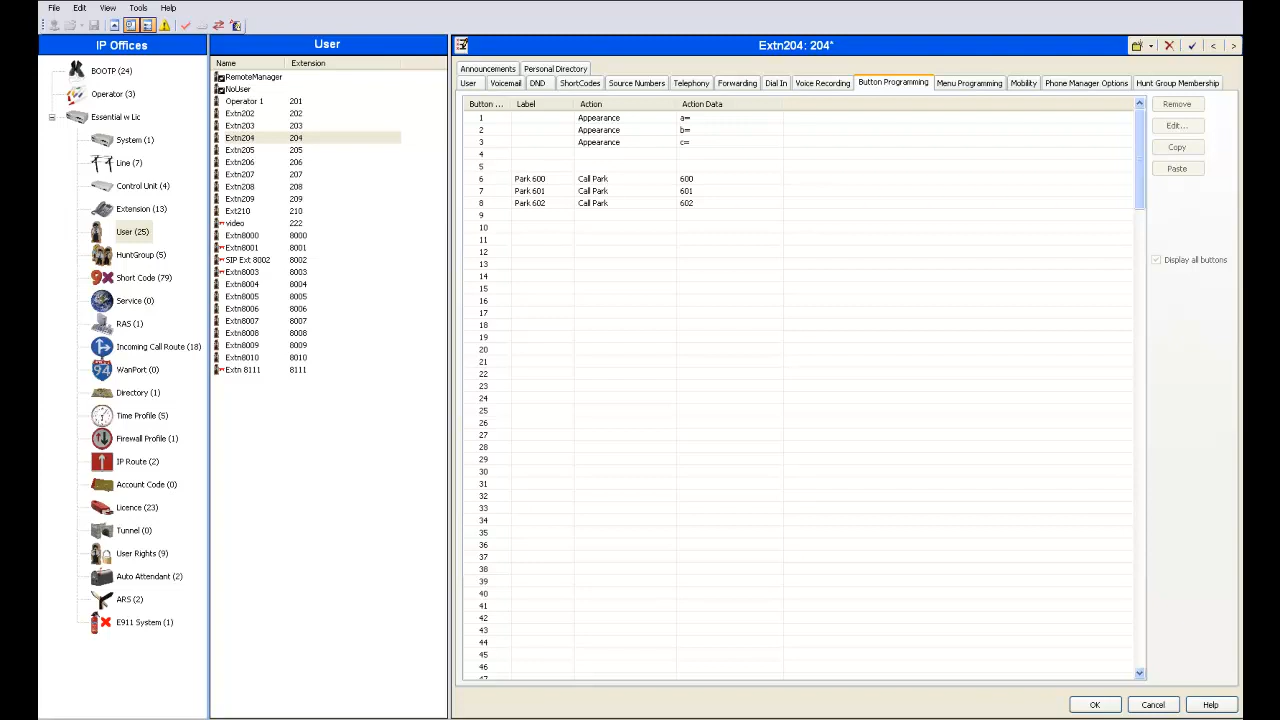 File Edit View Tools Help
IP Offices
BOOTP (24)
Operator (3)
Essential w Lic
System (1)
Line (7)
Control Unit (4)
Extension (13)
User (25)
HuntGroup (5)
Short Code (79)
Service (0)
RAS (1)
Incoming Call Route (18)
WanPort (0)
Directory (1)
Time Profile (5)
Firewall Profile (1)
IP Route (2)
Account Code (0)
Licence (23)
Tunnel (0)
User Rights (9)
Auto Attendant (2)
ARS (2)
E911 System (1)
User
Name Extension
RemoteManager
NoUser
Operator 1 201
Extn202 202
Extn203 203
Extn204 204
Extn205 205
Extn206 206
Extn207 207
Extn208 208
Extn209 209
Ext210 210
video 222
Extn8000 8000
Extn8001 8001
SIP Ext 8002 8002
Extn8003 8003
Extn8004 8004
Extn8005 8005
Extn8006 8006
Extn8007 8007
Extn8008 8008
Extn8009 8009
Extn8010 8010
Extn 8111 8111
Extn204: 204*
Announcements Personal Directory
User Voicemail DND ShortCodes Source Numbers Telephony Forwarding Dial In Voice Recording Button Programming Menu Programming Mobility Phone Manager Options Hunt Group Membership
Button ... Label Action Action Data
1 Appearance a=
2 Appearance b=
3 Appearance c=
4
5
6 Park 600 Call Park 600
7 Park 601 Call Park 601
8 Park 602 Call Park 602
9
10
11
12
13
14
15
16
17
18
19
20
21
22
23
24
25
26
27
28
29
30
31
32
33
34
35
36
37
38
39
40
41
42
43
44
45
46
47
Remove
Edit...
Copy
Paste
Display all buttons
OK Cancel Help